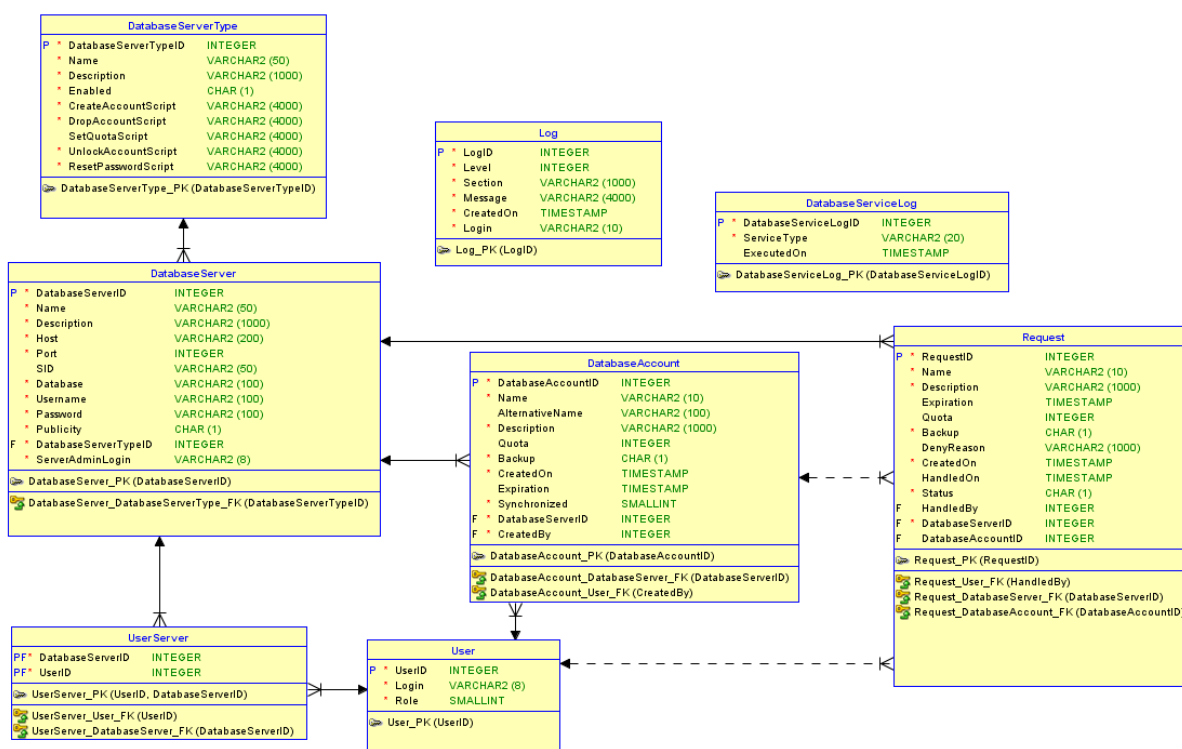 DatabaseServerType
P * DatabaseServerTypeID INTEGER
* Name VARCHAR2 (50)
* Description VARCHAR2 (1000)
* Enabled CHAR (1)
* CreateAccountScript VARCHAR2 (4000)
* DropAccountScript VARCHAR2 (4000)
SetQuotaScript VARCHAR2 (4000)
* UnlockAccountScript VARCHAR2 (4000)
* ResetPasswordScript VARCHAR2 (4000)
DatabaseServerType_PK (DatabaseServerTypeID)
Log
P * LogID INTEGER
* Level INTEGER
* Section VARCHAR2 (1000)
* Message VARCHAR2 (4000)
* CreatedOn TIMESTAMP
* Login VARCHAR2 (10)
Log_PK (LogID)
DatabaseServiceLog
P * DatabaseServiceLogID INTEGER
* ServiceType VARCHAR2 (20)
ExecutedOn TIMESTAMP
DatabaseServiceLog_PK (DatabaseServiceLogID)
DatabaseServer
P * DatabaseServerID INTEGER
* Name VARCHAR2 (50)
* Description VARCHAR2 (1000)
* Host VARCHAR2 (200)
* Port INTEGER
SID VARCHAR2 (50)
* Database VARCHAR2 (100)
* Username VARCHAR2 (100)
* Password VARCHAR2 (100)
* Publicity CHAR (1)
F * DatabaseServerTypeID INTEGER
* ServerAdminLogin VARCHAR2 (8)
DatabaseServer_PK (DatabaseServerID)
DatabaseServer_DatabaseServerType_FK (DatabaseServerTypeID)
DatabaseAccount
P * DatabaseAccountID INTEGER
* Name VARCHAR2 (10)
AlternativeName VARCHAR2 (100)
* Description VARCHAR2 (1000)
Quota INTEGER
* Backup CHAR (1)
* CreatedOn TIMESTAMP
Expiration TIMESTAMP
* Synchronized SMALLINT
F * DatabaseServerID INTEGER
F * CreatedBy INTEGER
DatabaseAccount_PK (DatabaseAccountID)
DatabaseAccount_DatabaseServer_FK (DatabaseServerID)
DatabaseAccount_User_FK (CreatedBy)
Request
P * RequestID INTEGER
* Name VARCHAR2 (10)
* Description VARCHAR2 (1000)
Expiration TIMESTAMP
Quota INTEGER
* Backup CHAR (1)
DenyReason VARCHAR2 (1000)
* CreatedOn TIMESTAMP
HandledOn TIMESTAMP
* Status CHAR (1)
F HandledBy INTEGER
F * DatabaseServerID INTEGER
F DatabaseAccountID INTEGER
Request_PK (RequestID)
Request_User_FK (HandledBy)
Request_DatabaseServer_FK (DatabaseServerID)
Request_DatabaseAccount_FK (DatabaseAccountID)
UserServer
PF* DatabaseServerID INTEGER
PF* UserID INTEGER
UserServer_PK (UserID, DatabaseServerID)
UserServer_User_FK (UserID)
UserServer_DatabaseServer_FK (DatabaseServerID)
User
P * UserID INTEGER
* Login VARCHAR2 (8)
* Role SMALLINT
User_PK (UserID)